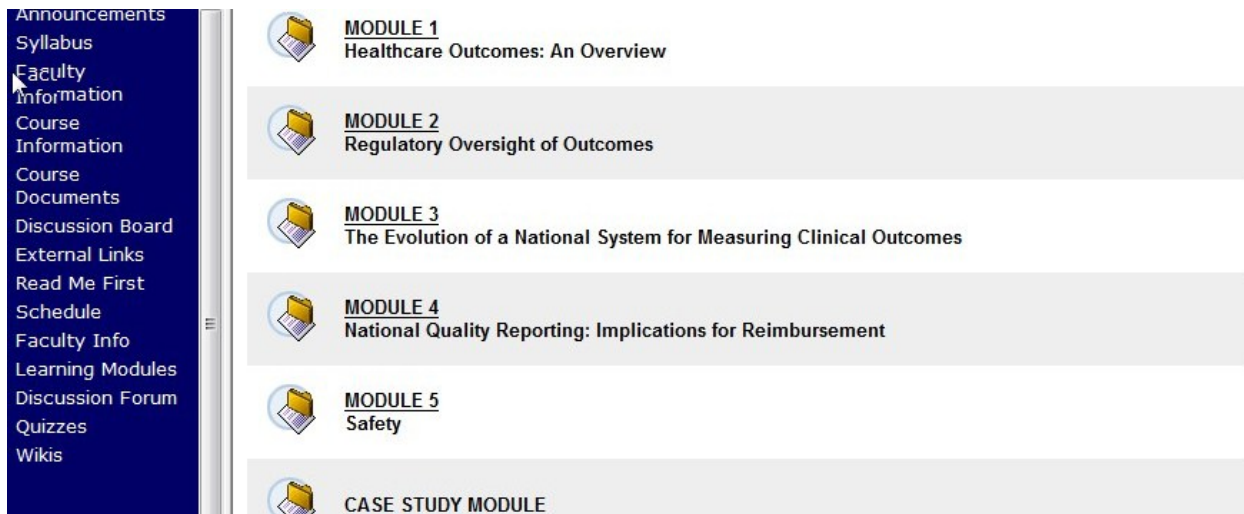 Announcements
Syllabus
Faculty
Information
Course
Information
Course
Documents
Discussion Board
External Links
Read Me First
Schedule
Faculty Info
Learning Modules
Discussion Forum
Quizzes
Wikis
MODULE 1
Healthcare Outcomes: An Overview
MODULE 2
Regulatory Oversight of Outcomes
MODULE 3
The Evolution of a National System for Measuring Clinical Outcomes
MODULE 4
National Quality Reporting: Implications for Reimbursement
MODULE 5
Safety
CASE STUDY MODULE